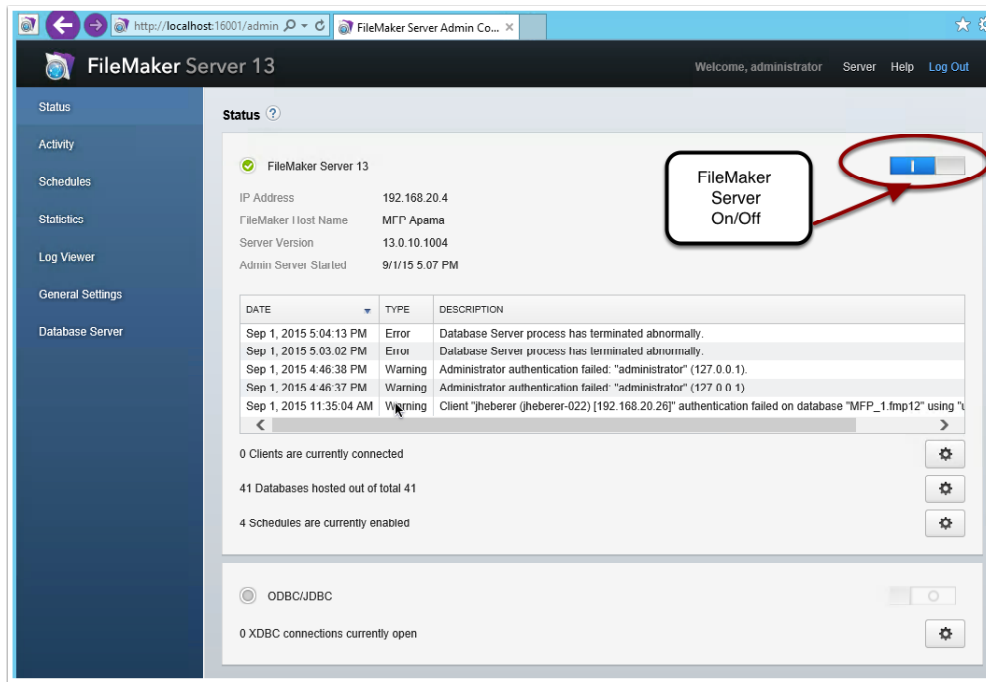 http://localhost:16001/admin
FileMaker Server Admin Co...
FileMaker Server 13
Welcome, administrator Server Help Log Out
Status
Activity
Schedules
Statistics
Log Viewer
General Settings
Database Server
Status ?
FileMaker Server 13
IP Address 192.168.20.4
FileMaker Host Name MFP Apama
Server Version 13.0.10.1004
Admin Server Started 9/1/15 5.07 PM
FileMaker
Server
On/Off
DATE TYPE DESCRIPTION
Sep 1, 2015 5:04:13 PM Error Database Server process has terminated abnormally.
Sep 1, 2015 5.03.02 PM Error Database Server process has terminated abnormally.
Sep 1, 2015 4:46:38 PM Warning Administrator authentication failed: "administrator" (127.0.0.1).
Sep 1, 2015 4:46:37 PM Warning Administrator authentication failed: "administrator" (127.0.0.1)
Sep 1, 2015 11:35:04 AM Warning Client "jheberer (jheberer-022) [192.168.20.26]" authentication failed on database "MFP_1.fmp12" using
0 Clients are currently connected
41 Databases hosted out of total 41
4 Schedules are currently enabled
ODBC/JDBC
0 XDBC connections currently open